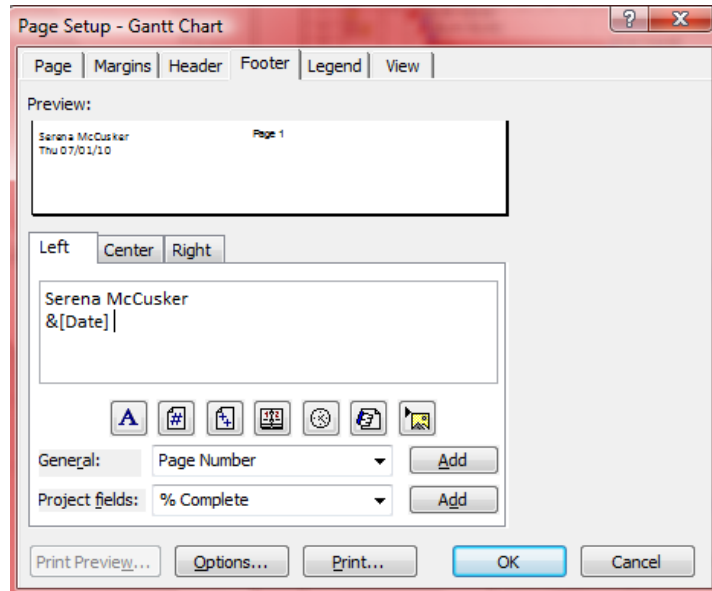 Page Setup - Gantt Chart
? X
Page Margins Header Footer Legend View
Preview:
Serena McCusker Page 1
Thu 07/01/10
Left Center Right
Serena McCusker
&[Date]
A #
General: Page Number Add
Project fields: % Complete Add
Print Preview... Options... Print... OK Cancel